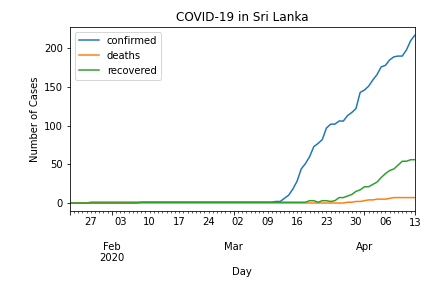 COVID-19 in Sri Lanka
confirmed
deaths
recovered
Number of Cases
200
150
100
50
0
27 03 10 17 24 02 09 16 23 30 06 13
Feb Mar Apr
2020
Day